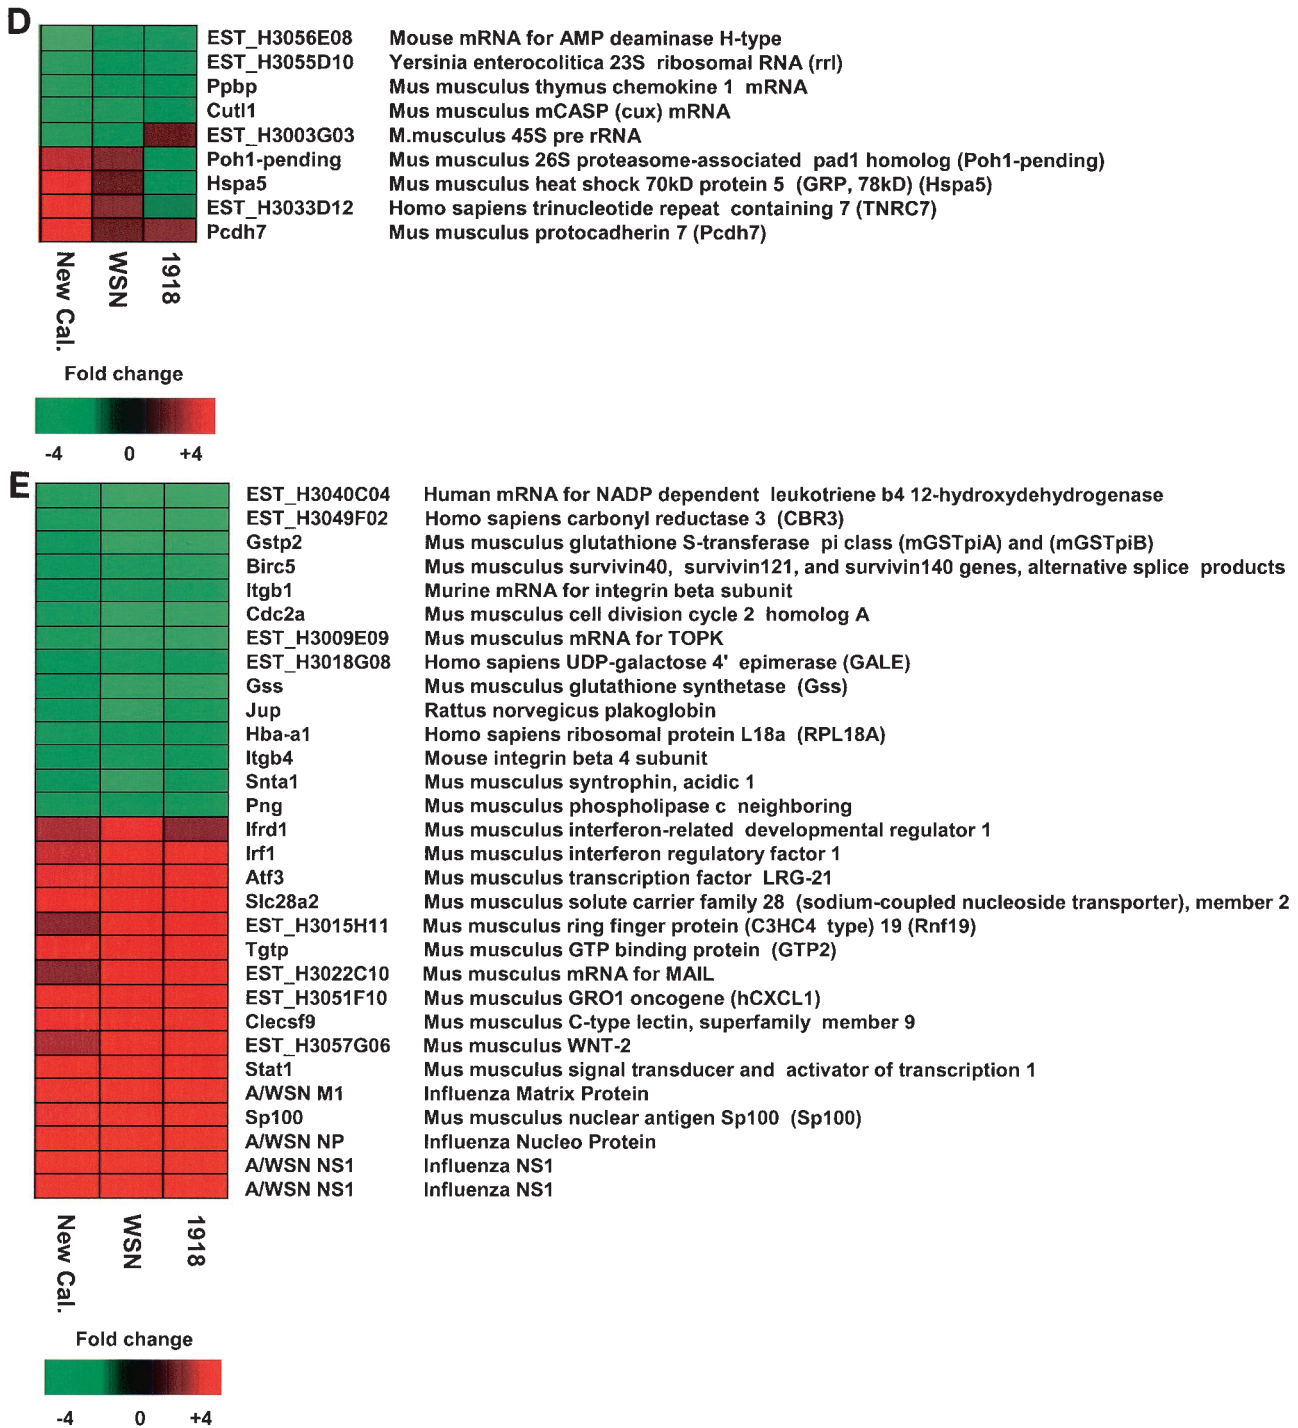 D
EST_H3056E08 Mouse mRNA for AMP deaminase H-type
EST_H3055D10 Yersinia enterocolitica 23S ribosomal RNA (rrl)
Ppbp Mus musculus thymus chemokine 1 mRNA
Cutl1 Mus musculus mCASP (cux) mRNA
EST_H3003G03 M.musculus 45S pre rRNA
Poh1-pending Mus musculus 26S proteasome-associated pad1 homolog (Poh1-pending)
Hspa5 Mus musculus heat shock 70kD protein 5 (GRP, 78kD) (Hspa5)
EST_H3033D12 Homo sapiens trinucleotide repeat containing 7 (TNRC7)
Pcdh7 Mus musculus protocadherin 7 (Pcdh7)
New Cal. WSN 1918
Fold change
-4 0 +4
E
EST_H3040C04 Human mRNA for NADP dependent leukotriene b4 12-hydroxydehydrogenase
EST_H3049F02 Homo sapiens carbonyl reductase 3 (CBR3)
Gstp2 Mus musculus glutathione S-transferase pi class (mGSTpiA) and (mGSTpiB)
Birc5 Mus musculus survivin40, survivin121, and survivin140 genes, alternative splice products
Itgb1 Murine mRNA for integrin beta subunit
Cdc2a Mus musculus cell division cycle 2 homolog A
EST_H3009E09 Mus musculus mRNA for TOPK
EST_H3018G08 Homo sapiens UDP-galactose 4' epimerase (GALE)
Gss Mus musculus glutathione synthetase (Gss)
Jup Rattus norvegicus plakoglobin
Hba-a1 Homo sapiens ribosomal protein L18a (RPL18A)
Itgb4 Mouse integrin beta 4 subunit
Snta1 Mus musculus syntrophin, acidic 1
Png Mus musculus phospholipase c neighboring
Ifrd1 Mus musculus interferon-related developmental regulator 1
Irf1 Mus musculus interferon regulatory factor 1
Atf3 Mus musculus transcription factor LRG-21
Slc28a2 Mus musculus solute carrier family 28 (sodium-coupled nucleoside transporter), member 2
EST_H3015H11 Mus musculus ring finger protein (C3HC4 type) 19 (Rnf19)
Tgtp Mus musculus GTP binding protein (GTP2)
EST_H3022C10 Mus musculus mRNA for MAIL
EST_H3051F10 Mus musculus GRO1 oncogene (hCXCL1)
Clecsf9 Mus musculus C-type lectin, superfamily member 9
EST_H3057G06 Mus musculus WNT-2
Stat1 Mus musculus signal transducer and activator of transcription 1
A/WSN M1 Influenza Matrix Protein
Sp100 Mus musculus nuclear antigen Sp100 (Sp100)
A/WSN NP Influenza Nucleo Protein
A/WSN NS1 Influenza NS1
A/WSN NS1 Influenza NS1
New Cal. WSN 1918
Fold change
-4 0 +4